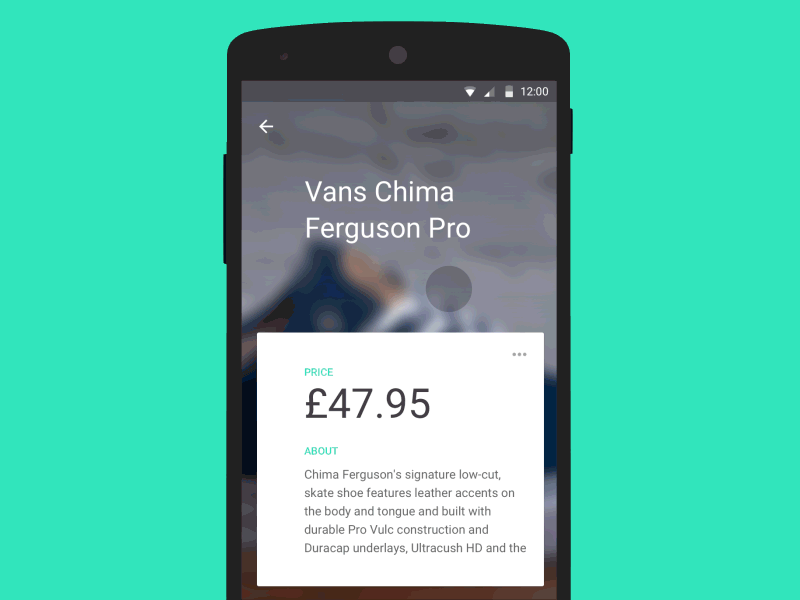 12:00
Vans Chima
Ferguson Pro
PRICE
£47.95
ABOUT
Chima Ferguson's signature low-cut,
skate shoe features leather accents on
the body and tongue and built with
durable Pro Vulc construction and
Duracap underlays, Ultracush HD and the